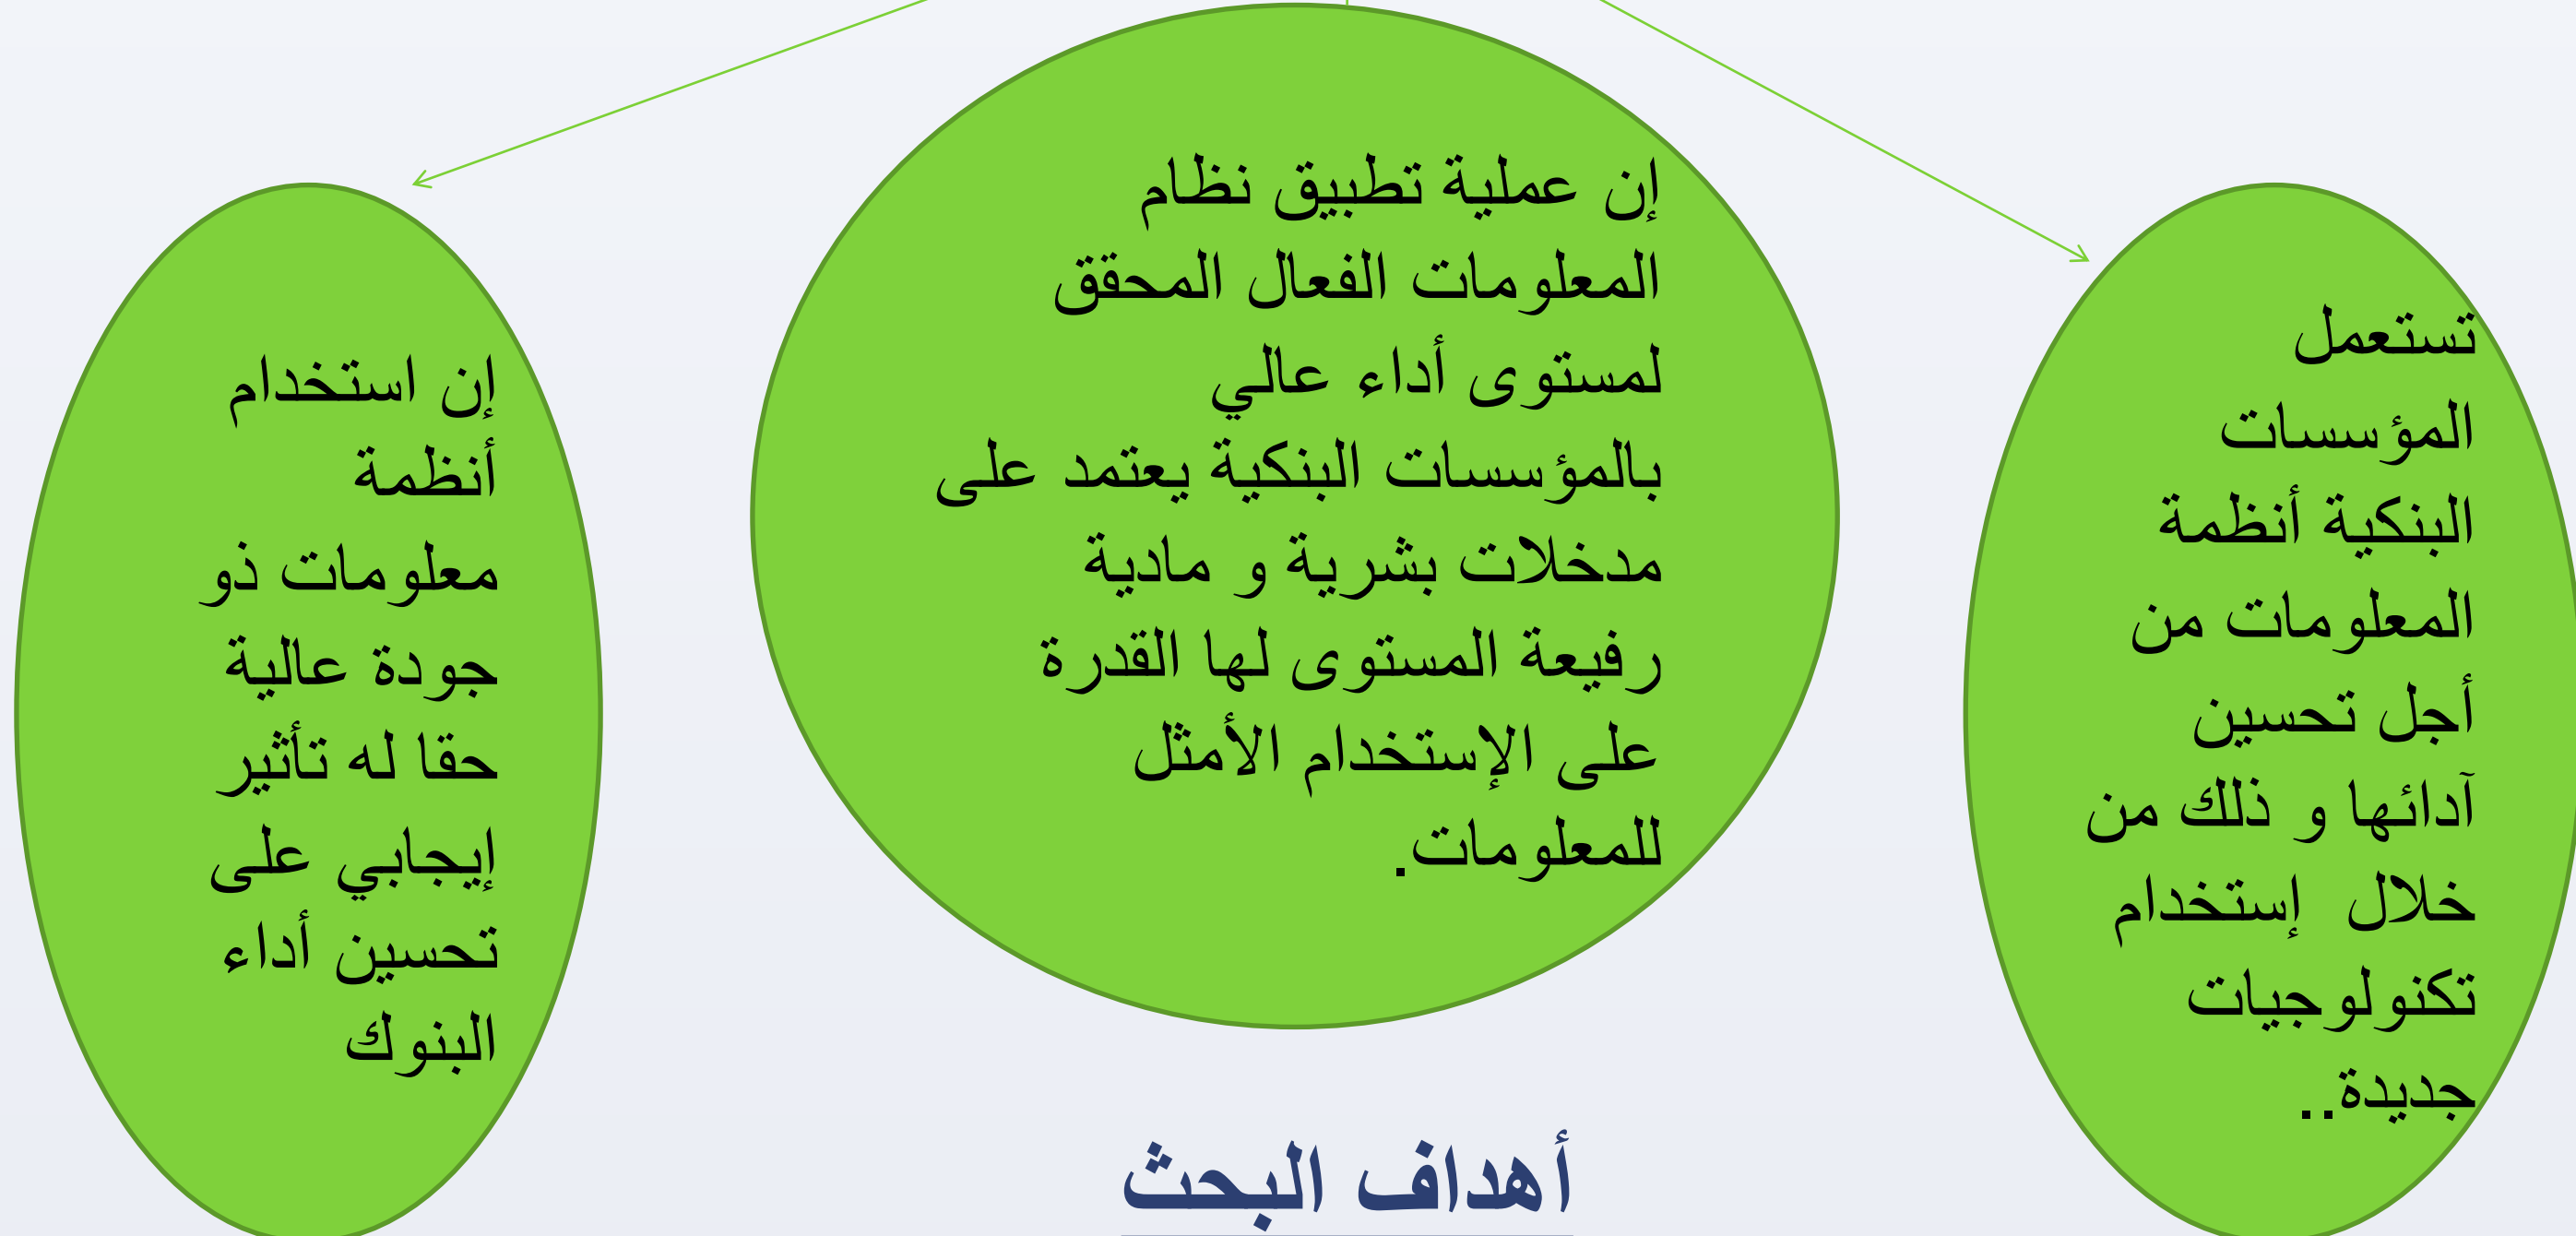 تستعمل
المؤسسات
البنكية أنظمة
المعلومات من
أجل تحسين
آدائها و ذلك من
خلال إستخدام
تكنولوجيات
جديدة..
إن عملية تطبيق نظام
المعلومات الفعال المحقق
لمستوى أداء عالي
بالمؤسسات البنكية يعتمد على
مدخلات بشرية و مادية
رفيعة المستوى لها القدرة
على الإستخدام الأمثل
للمعلومات.
إن استخدام
أنظمة
معلومات ذو
جودة عالية
حقا له تأثير
إيجابي على
تحسين أداء
البنوك
أهداف البحث